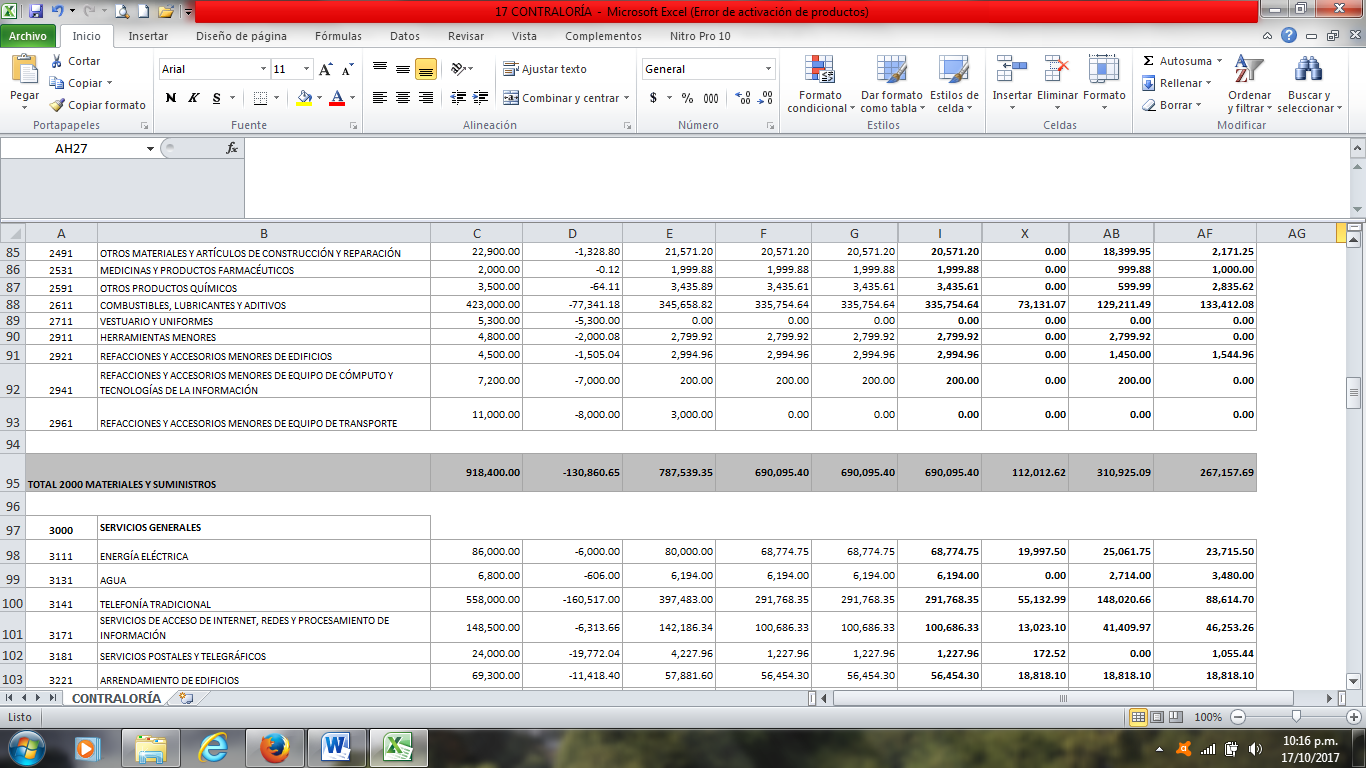 17 CONTRALORÍA - Microsoft Excel (Error de activación de productos)
Archivo Inicio Insertar Diseño de página Fórmulas Datos Revisar Vista Complementos Nitro Pro 10
Pegar
Cortar
Copiar
Copiar formato
Portapapeles
Arial 11
N K S
Fuente
Ajustar texto
Combinar y centrar
Alineación
General
$ % 000
Número
Formato condicional
Dar formato como tabla
Estilos de celda
Estilos
Insertar Eliminar Formato
Celdas
Autosuma
Rellenar
Borrar
Ordenar y filtrar
Buscar y seleccionar
Modificar
AH27 fx
A B C D E F G I X AB AF AG
85 2491 OTROS MATERIALES Y ARTÍCULOS DE CONSTRUCCIÓN Y REPARACIÓN 22,900.00 -1,328.80 21,571.20 20,571.20 20,571.20 20,571.20 0.00 18,399.95 2,171.25
86 2531 MEDICINAS Y PRODUCTOS FARMACÉUTICOS 2,000.00 -0.12 1,999.88 1,999.88 1,999.88 1,999.88 0.00 999.88 1,000.00
87 2591 OTROS PRODUCTOS QUÍMICOS 3,500.00 -64.11 3,435.89 3,435.61 3,435.61 3,435.61 0.00 599.99 2,835.62
88 2611 COMBUSTIBLES, LUBRICANTES Y ADITIVOS 423,000.00 -77,341.18 345,658.82 335,754.64 335,754.64 335,754.64 73,131.07 129,211.49 133,412.08
89 2711 VESTUARIO Y UNIFORMES 5,300.00 -5,300.00 0.00 0.00 0.00 0.00 0.00 0.00 0.00
90 2911 HERRAMIENTAS MENORES 4,800.00 -2,000.08 2,799.92 2,799.92 2,799.92 2,799.92 0.00 2,799.92 0.00
91 2921 REFACCIONES Y ACCESORIOS MENORES DE EDIFICIOS 4,500.00 -1,505.04 2,994.96 2,994.96 2,994.96 2,994.96 0.00 1,450.00 1,544.96
92 2941 REFACCIONES Y ACCESORIOS MENORES DE EQUIPO DE CÓMPUTO Y
TECNOLOGÍAS DE LA INFORMACIÓN 7,200.00 -7,000.00 200.00 200.00 200.00 200.00 0.00 200.00 0.00
93 2961 REFACCIONES Y ACCESORIOS MENORES DE EQUIPO DE TRANSPORTE 11,000.00 -8,000.00 3,000.00 0.00 0.00 0.00 0.00 0.00 0.00
94
95 TOTAL 2000 MATERIALES Y SUMINISTROS 918,400.00 -130,860.65 787,539.35 690,095.40 690,095.40 690,095.40 112,012.62 310,925.09 267,157.69
96
97 3000 SERVICIOS GENERALES
98 3111 ENERGÍA ELÉCTRICA 86,000.00 -6,000.00 80,000.00 68,774.75 68,774.75 68,774.75 19,997.50 25,061.75 23,715.50
99 3131 AGUA 6,800.00 -606.00 6,194.00 6,194.00 6,194.00 6,194.00 0.00 2,714.00 3,480.00
100 3141 TELEFONÍA TRADICIONAL 558,000.00 -160,517.00 397,483.00 291,768.35 291,768.35 291,768.35 55,132.99 148,020.66 88,614.70
101 3171 SERVICIOS DE ACCESO DE INTERNET, REDES Y PROCESAMIENTO DE
INFORMACIÓN 148,500.00 -6,313.66 142,186.34 100,686.33 100,686.33 100,686.33 13,023.10 41,409.97 46,253.26
102 3181 SERVICIOS POSTALES Y TELEGRÁFICOS 24,000.00 -19,772.04 4,227.96 1,227.96 1,227.96 1,227.96 172.52 0.00 1,055.44
103 3221 ARRENDAMIENTO DE EDIFICIOS 69,300.00 -11,418.40 57,881.60 56,454.30 56,454.30 56,454.30 18,818.10 18,818.10 18,818.10
CONTRALORÍA
Listo 100%
10:16 p.m.
17/10/2017